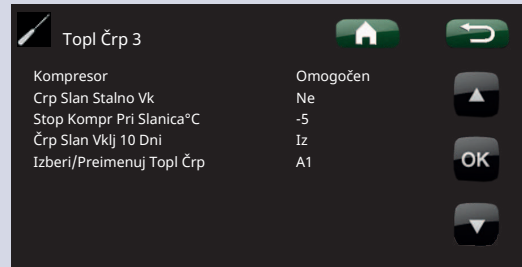 Topl Črp 3
Kompresor Omogočen
Crp Slan Stalno Vk Ne
Stop Kompr Pri Slanica°C -5
Črp Slan Vklj 10 Dni Iz
Izberi/Preimenuj Topl Črp A1
OK